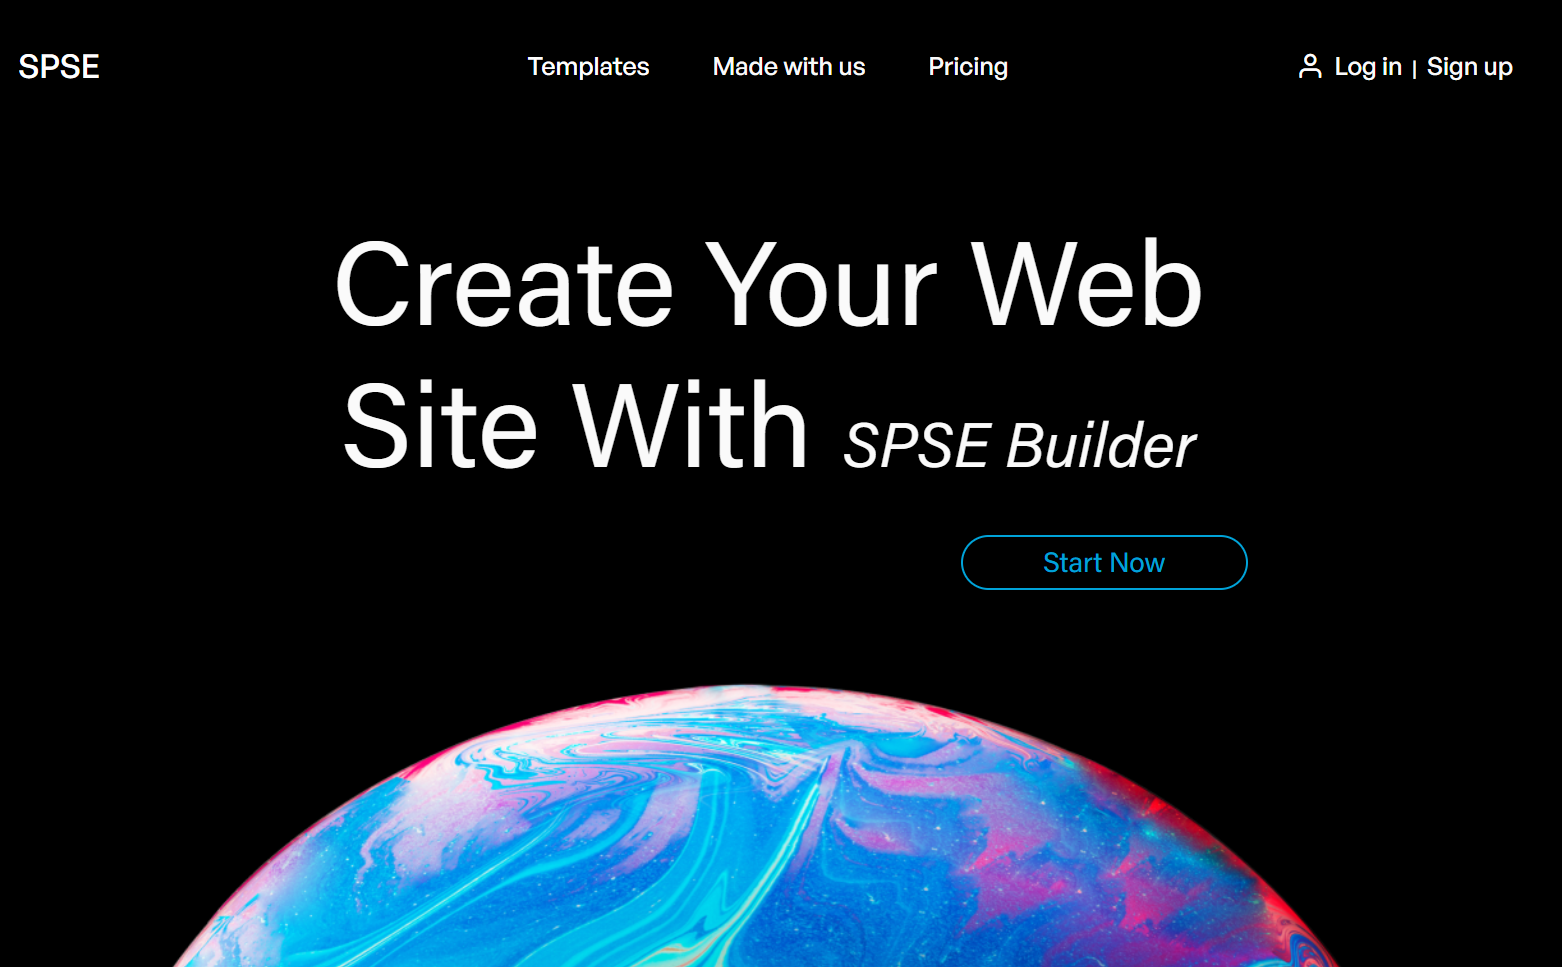 SPSE Templates Made with us Pricing Log in | Sign up
Create Your Web
Site With SPSE Builder
Start Now